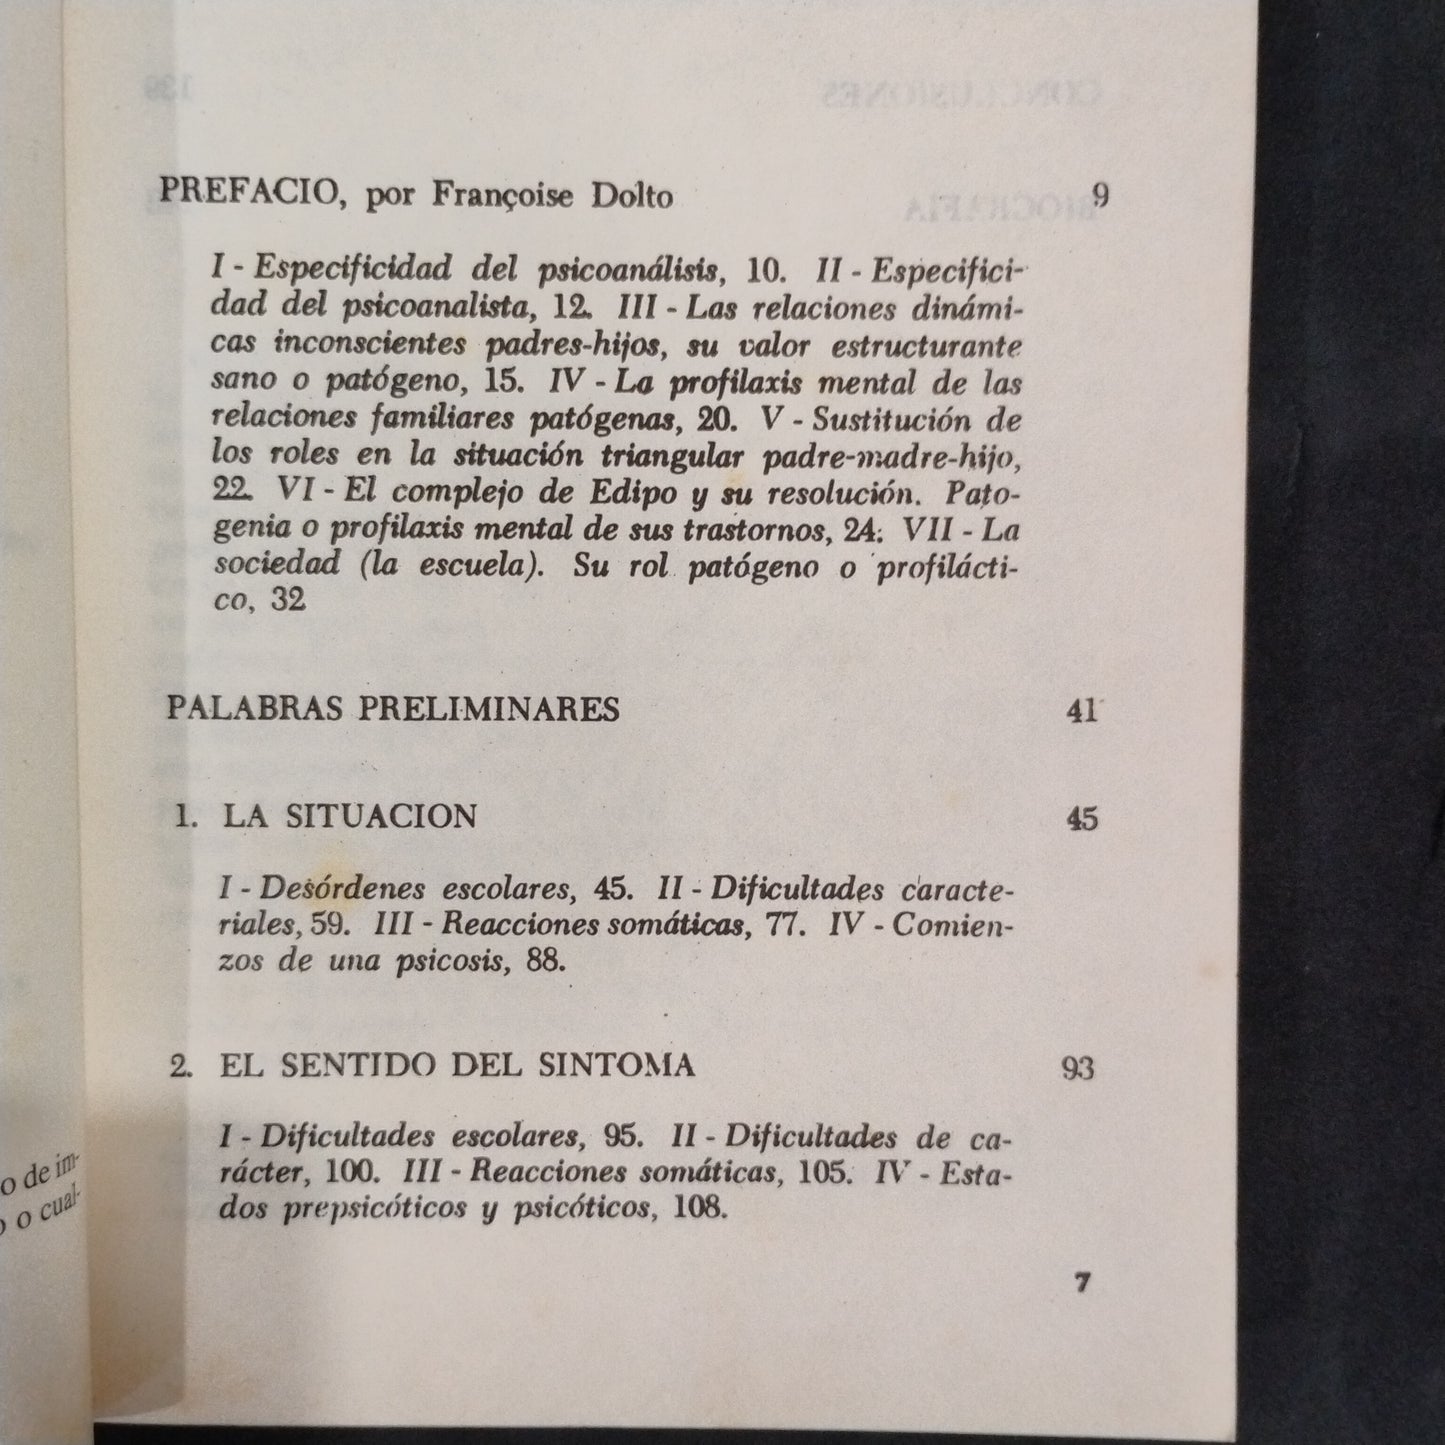 PREFACIO, por Françoise Dolto 9
I - Especificidad del psicoanálisis, 10. II - Especifici-
dad del psicoanalista, 12. III - Las relaciones dinámi-
cas inconscientes padres-hijos, su valor estructurante
sano o patógeno, 15. IV - La profilaxis mental de las
relaciones familiares patógenas, 20. V - Sustitución de
los roles en la situación triangular padre-madre-hijo,
22. VI - El complejo de Edipo y su resolución. Pato-
genia o profilaxis mental de sus trastornos, 24. VII - La
sociedad (la escuela). Su rol patógeno o profilácti-
co, 32
PALABRAS PRELIMINARES 41
1. LA SITUACION 45
I - Desórdenes escolares, 45. II - Dificultades caracte-
riales, 59. III - Reacciones somáticas, 77. IV - Comien-
zos de una psicosis, 88.
2. EL SENTIDO DEL SINTOMA 93
I - Dificultades escolares, 95. II - Dificultades de ca-
rácter, 100. III - Reacciones somáticas, 105. IV - Esta-
dos prepsicóticos y psicóticos, 108.
7
o de im-
o cual-
CONCLUSIONES 139
BIOGRAFIA